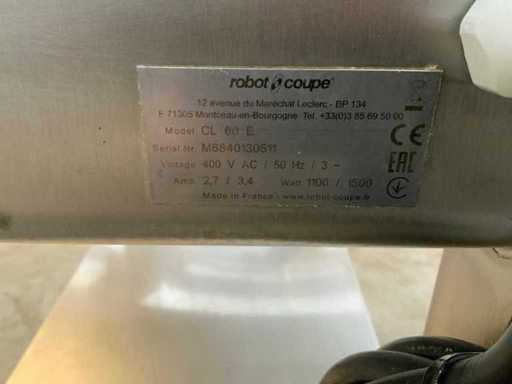 robot coupe®
12 avenue du Maréchal Leclerc - BP 134
F 71305 Montceau-en-Bourgogne Tel. +33(0)3 85 69 50 00
Model CL 60 E
Serial Nr. M6840130511
Voltage 400 V AC / 50 Hz / 3 ~
Amp. 2,7 / 3,4 Watt 1100 / 1500
Made in France - www.robot-coupe.fr
CE
EAC